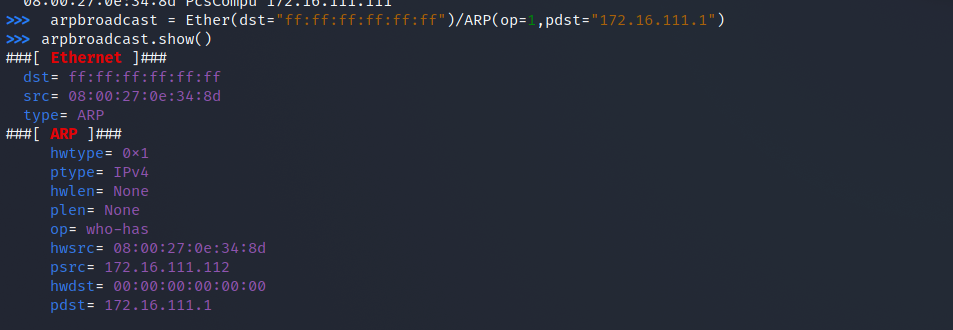 08:00:27:0e:34:8d PcsCompu 172.16.111.111
>>>  arpbroadcast = Ether(dst="ff:ff:ff:ff:ff:ff")/ARP(op=1,pdst="172.16.111.1")
>>> arpbroadcast.show()
###[ Ethernet ]###
dst= ff:ff:ff:ff:ff:ff
src= 08:00:27:0e:34:8d
type= ARP
###[ ARP ]###
hwtype= 0×1
ptype= IPv4
hwlen= None
plen= None
op= who-has
hwsrc= 08:00:27:0e:34:8d
psrc= 172.16.111.112
hwdst= 00:00:00:00:00:00
pdst= 172.16.111.1